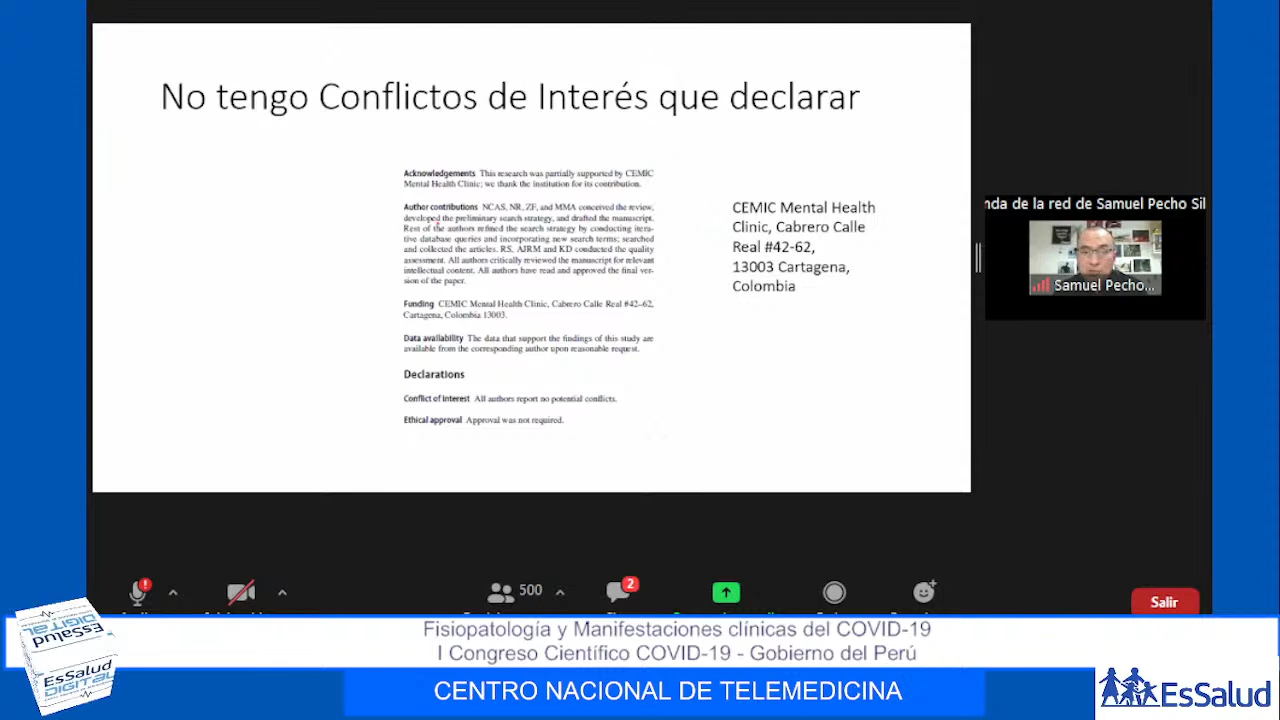 No tengo Conflictos de Interés que declarar
Acknowledgements This research was partially supported by CEMIC
Mental Health Clinic; we thank the institution for its contribution.
Author contributions NCAS, NR, ZF, and MMA conceived the review,
developed the preliminary search strategy, and drafted the manuscript.
Rest of the authors refined the search strategy by conducting itera-
tive database queries and incorporating new search terms; searched
and collected the articles. RS, AJRM and KD conducted the quality
assessment. All authors critically reviewed the manuscript for relevant
intellectual content. All authors have read and approved the final ver-
sion of the paper.
Funding CEMIC Mental Health Clinic, Cabrero Calle Real #42–62,
Cartagena, Colombia 13003.
Data availability The data that support the findings of this study are
available from the corresponding author upon reasonable request.
Declarations
Conflict of interest All authors report no potential conflicts.
Ethical approval Approval was not required.
CEMIC Mental Health
Clinic, Cabrero Calle
Real #42-62,
13003 Cartagena,
Colombia
nda de la red de Samuel Pecho Sil
Samuel Pecho...
500
2
Salir
Fisiopatología y Manifestaciones clínicas del COVID-19
I Congreso Científico COVID-19 - Gobierno del Perú
CENTRO NACIONAL DE TELEMEDICINA
EsSalud
DIGITAL
EsSalud
DIGITAL
EsSalud